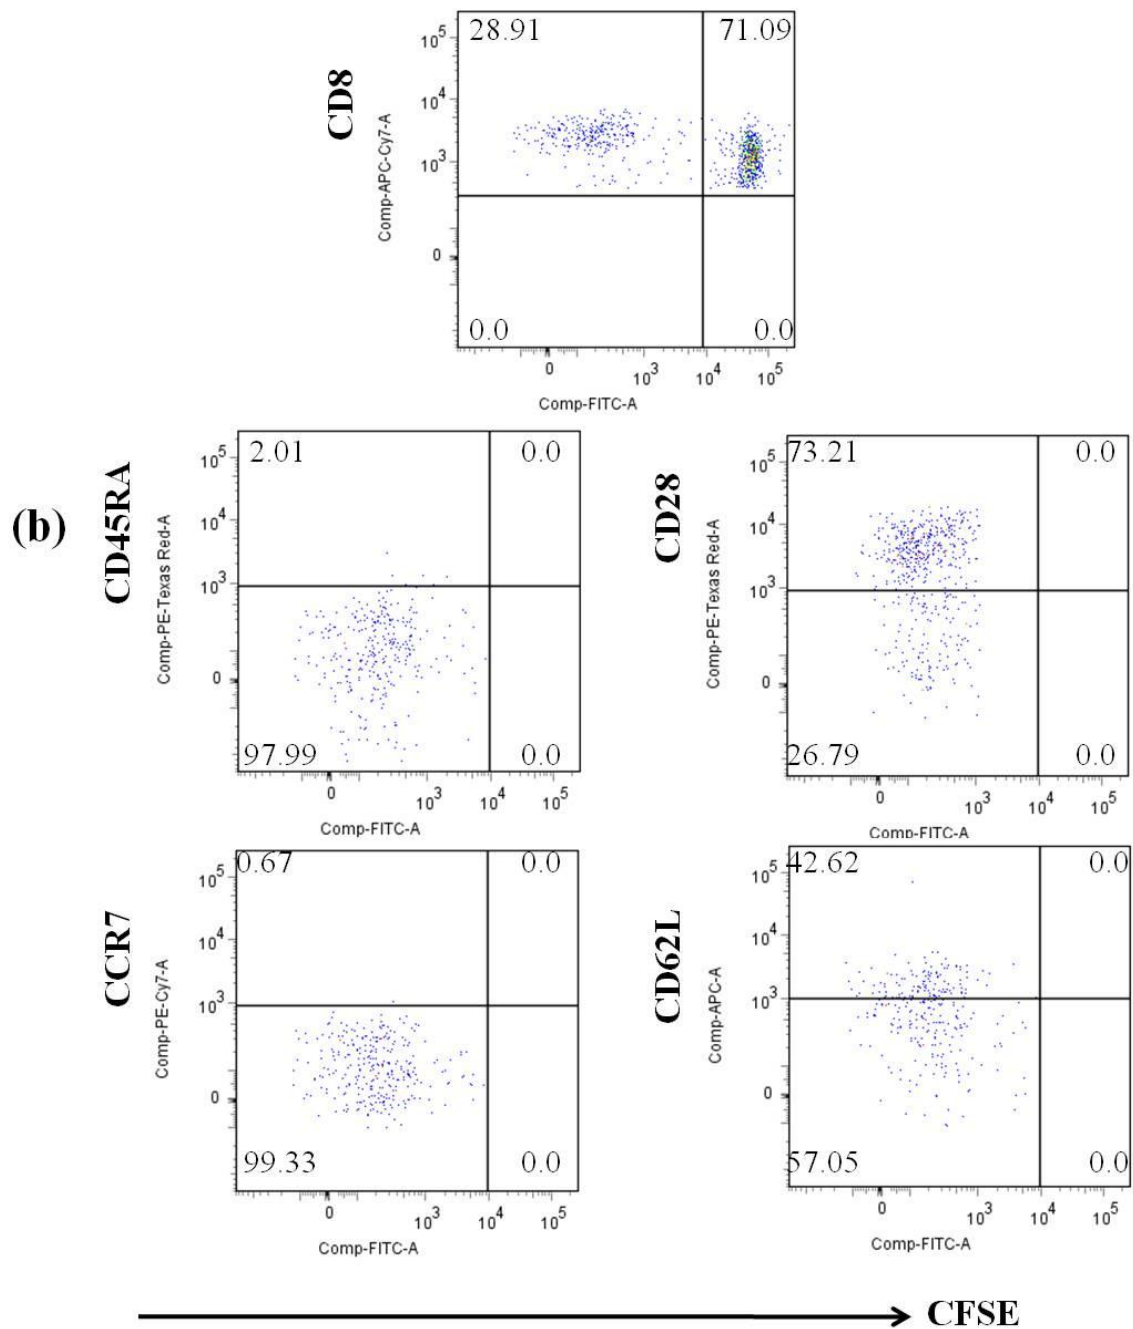 28.91 71.09
10^5
10^4
CD8
Comp-APC-Cy7-A
10^3
0
0.0 0.0
0 10^3 10^4 10^5
Comp-FITC-A
(b)
CD45RA
Comp-PE-Texas Red-A
2.01 0.0
10^5
10^4
10^3
0
97.99 0.0
0 10^3 10^4 10^5
Comp-FITC-A
CD28
Comp-PE-Texas Red-A
73.21 0.0
10^5
10^4
10^3
0
26.79 0.0
0 10^3 10^4 10^5
Comp-FITC-A
CCR7
Comp-PE-Cy7-A
0.67 0.0
10^5
10^4
10^3
0
99.33 0.0
0 10^3 10^4 10^5
Comp-FITC-A
CD62L
Comp-APC-A
42.62 0.0
10^5
10^4
10^3
0
57.05 0.0
0 10^3 10^4 10^5
Comp-FITC-A
CFSE